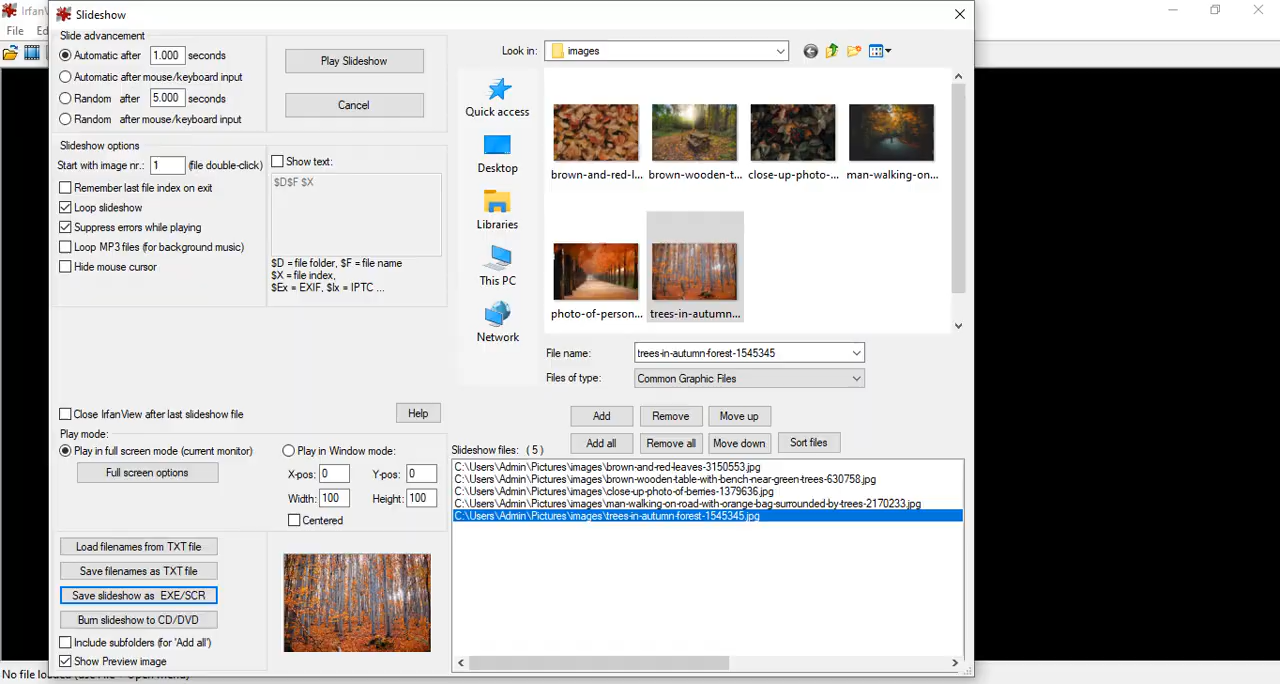 IrfanV
File Ed
Slideshow
Slide advancement
Automatic after 1.000 seconds
Automatic after mouse/keyboard input
Random after 5.000 seconds
Random after mouse/keyboard input
Play Slideshow
Cancel
Slideshow options
Start with image nr.: 1 (file double-click)
Remember last file index on exit
Loop slideshow
Suppress errors while playing
Loop MP3 files (for background music)
Hide mouse cursor
Show text:
$D$F $X
$D = file folder, $F = file name
$X = file index,
$Ex = EXIF, $Ix = IPTC ...
Close IrfanView after last slideshow file
Help
Play mode:
Play in full screen mode (current monitor)
Full screen options
Play in Window mode:
X-pos: 0 Y-pos: 0
Width: 100 Height: 100
Centered
Load filenames from TXT file
Save filenames as TXT file
Save slideshow as EXE/SCR
Burn slideshow to CD/DVD
Include subfolders (for 'Add all')
Show Preview image
Look in: images
Quick access
Desktop
Libraries
This PC
Network
brown-and-red-l... brown-wooden-t... close-up-photo-... man-walking-on...
photo-of-person... trees-in-autumn...
File name: trees-in-autumn-forest-1545345
Files of type: Common Graphic Files
Add Remove Move up
Add all Remove all Move down Sort files
Slideshow files: ( 5 )
C:\Users\Admin\Pictures\images\brown-and-red-leaves-3150553.jpg
C:\Users\Admin\Pictures\images\brown-wooden-table-with-bench-near-green-trees-630758.jpg
C:\Users\Admin\Pictures\images\close-up-photo-of-berries-1379636.jpg
C:\Users\Admin\Pictures\images\man-walking-on-road-with-orange-bag-surrounded-by-trees-2170233.jpg
C:\Users\Admin\Pictures\images\trees-in-autumn-forest-1545345.jpg
No file loaded (use File + Open menu)